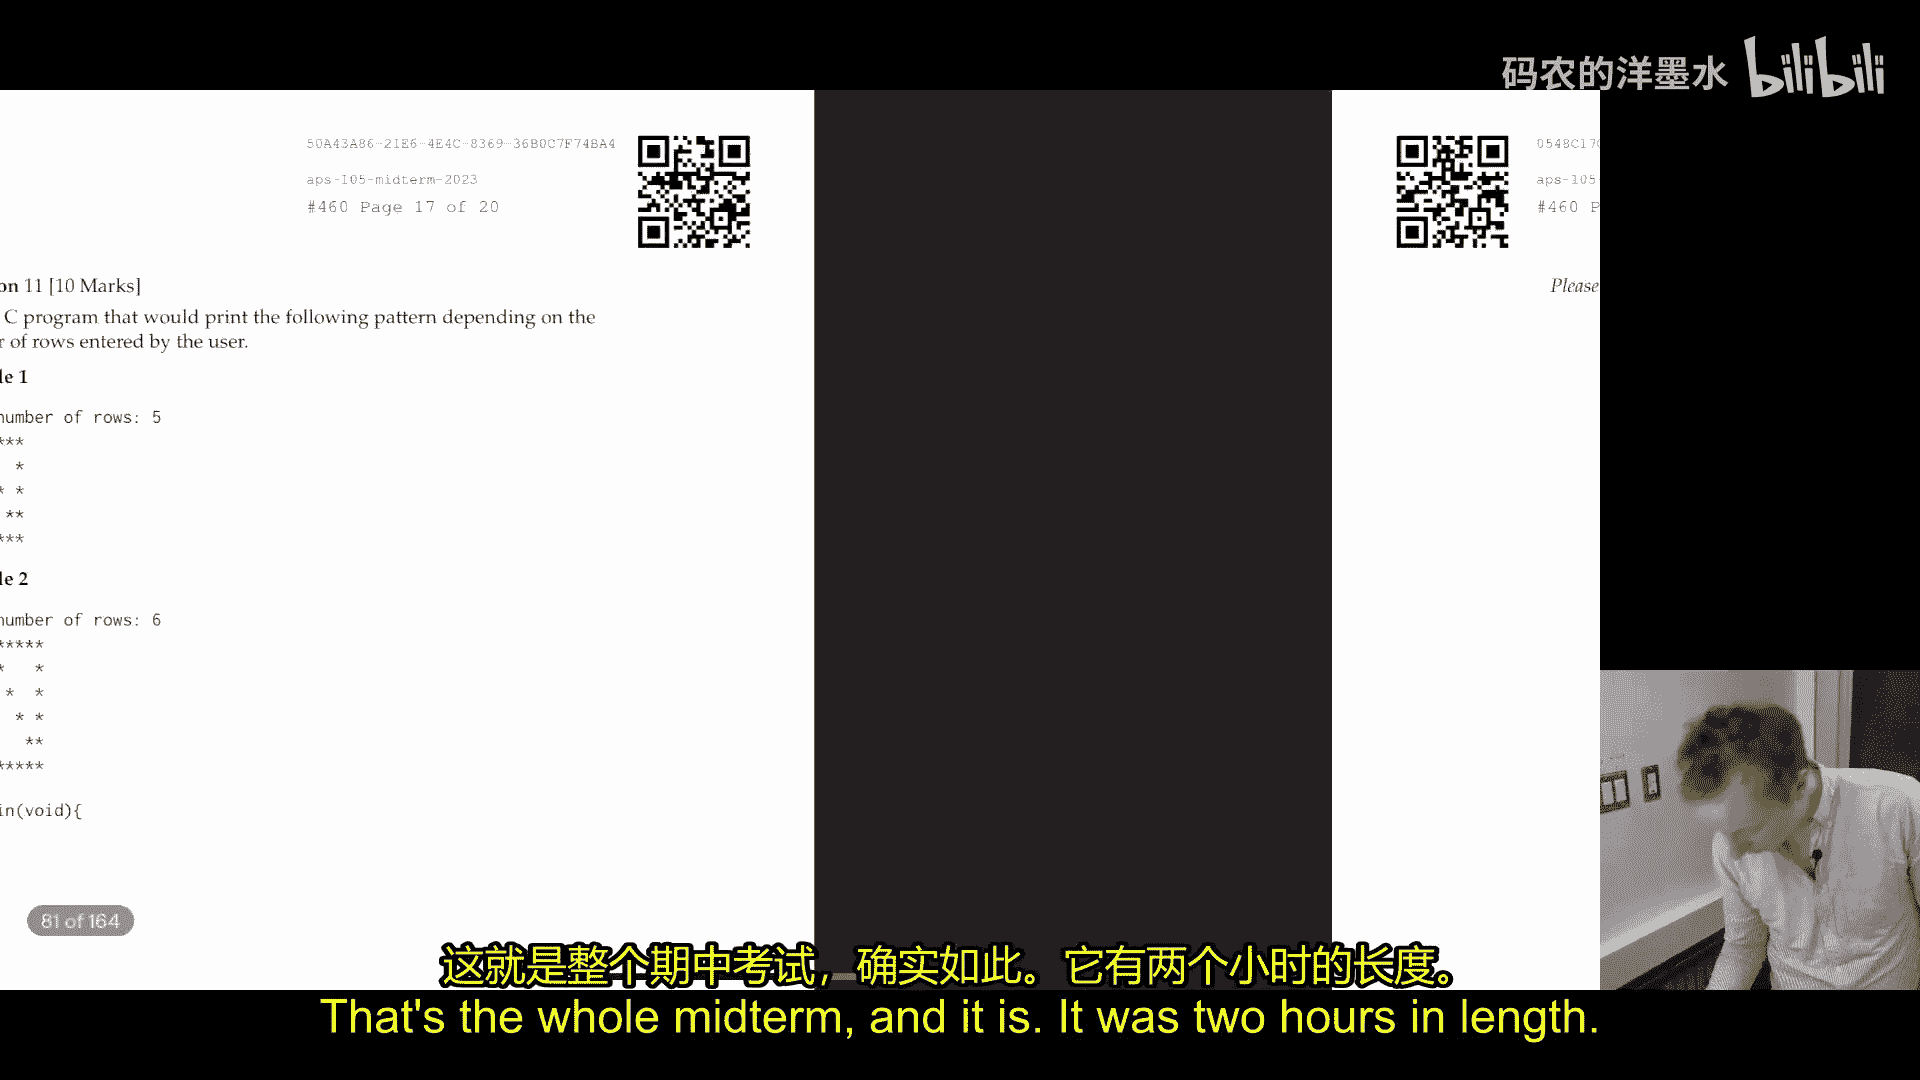 码农的洋墨水 bilibili
50A43A86-21E6-4E4C-8369-36B0C7F74BA4
aps-105-midterm-2023
#460 Page 17 of 20
on 11 [10 Marks]
C program that would print the following pattern depending on the
r of rows entered by the user.
le 1
number of rows: 5
***
*
* *
**
***
le 2
number of rows: 6
*****
* *
* *
* *
**
*****
in(void){
81 of 164
0548C17
aps-105-
#460 P
Please
这就是整个期中考试，确实如此。它有两个小时的长度。
That's the whole midterm, and it is. It was two hours in length.